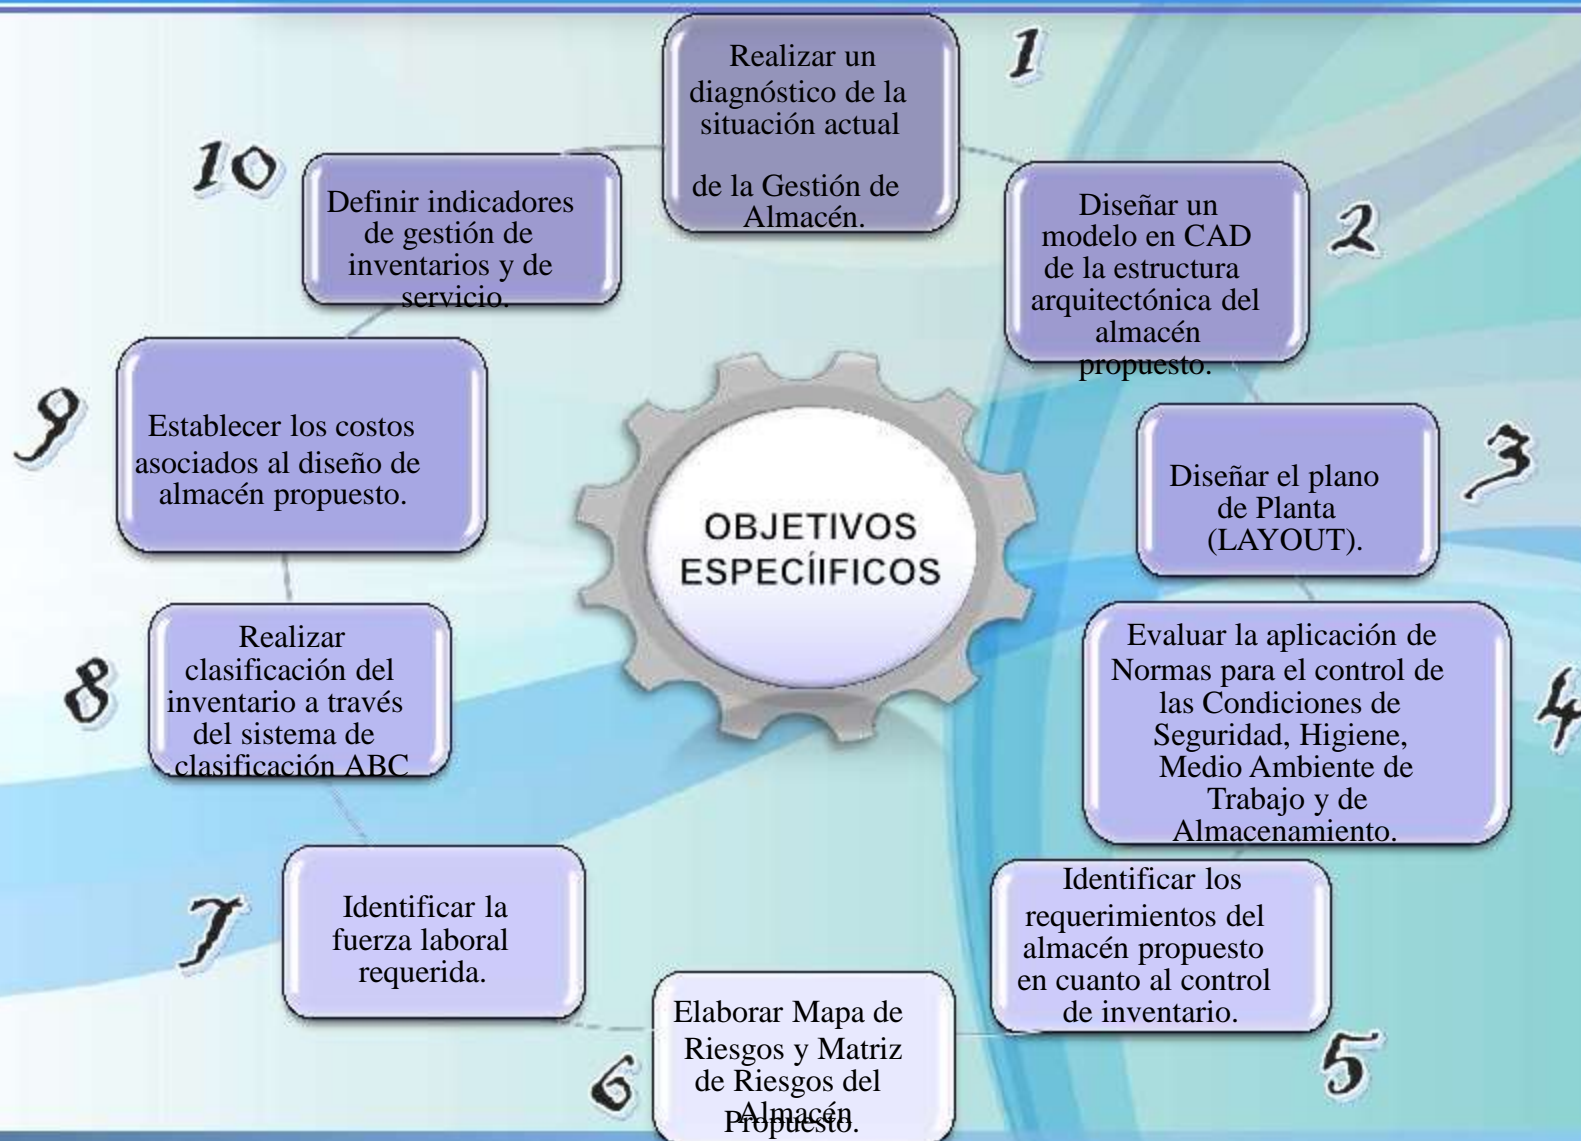 1
Realizar un
diagnóstico de la
situación actual
de la Gestión de
Almacén.
2
Diseñar un
modelo en CAD
de la estructura
arquitectónica del
almacén
propuesto.
3
Diseñar el plano
de Planta
(LAYOUT).
4
Evaluar la aplicación de
Normas para el control de
las Condiciones de
Seguridad, Higiene,
Medio Ambiente de
Trabajo y de
Almacenamiento.
5
Identificar los
requerimientos del
almacén propuesto
en cuanto al control
de inventario.
6
Elaborar Mapa de
Riesgos y Matriz
de Riesgos del
Almacén
Propuesto.
7
Identificar la
fuerza laboral
requerida.
8
Realizar
clasificación del
inventario a través
del sistema de
clasificación ABC
9
Establecer los costos
asociados al diseño de
almacén propuesto.
10
Definir indicadores
de gestión de
inventarios y de
servicio.
OBJETIVOS
ESPECÍIFICOS